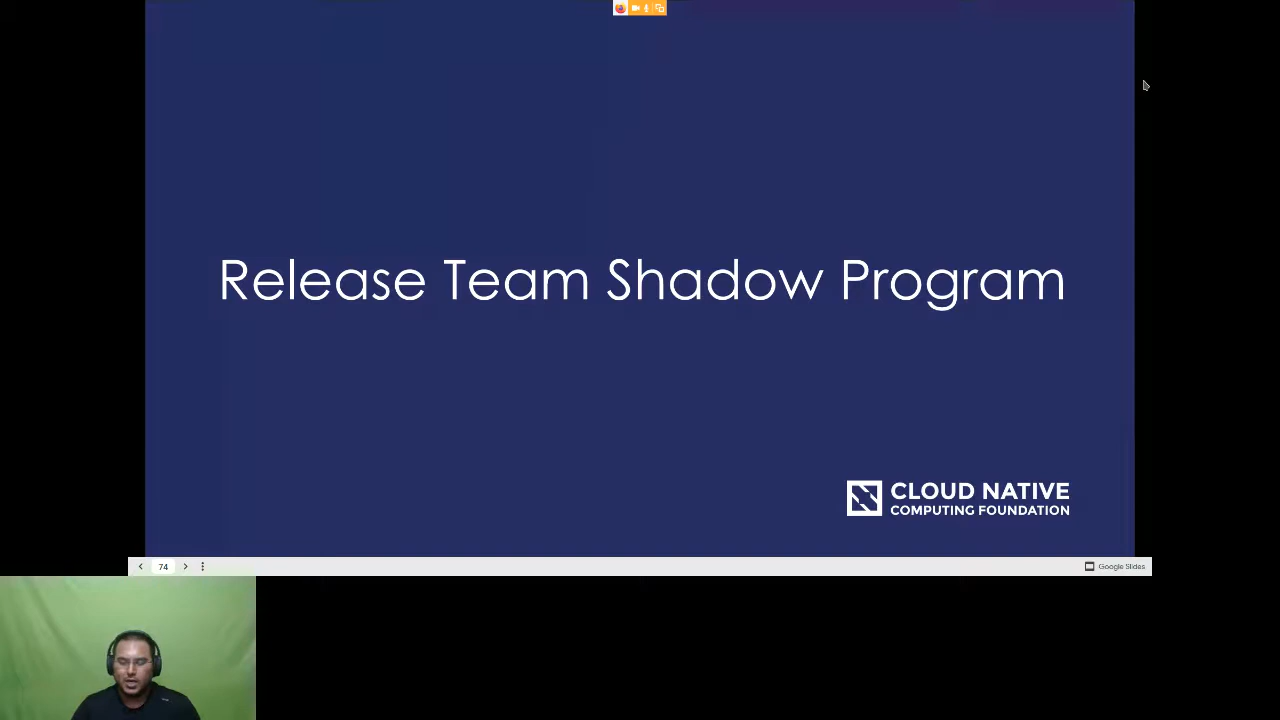 Release Team Shadow Program
CLOUD NATIVE
COMPUTING FOUNDATION
74
Google Slides